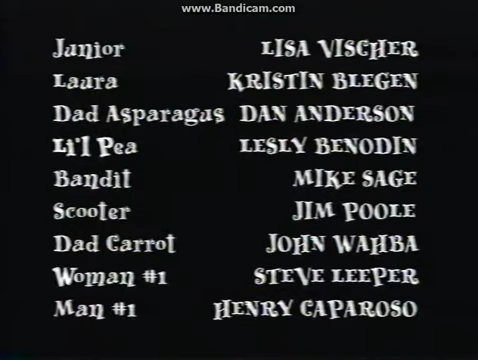 www.Bandicam.com
Junior LISA VISCHER
Laura KRISTIN BLEGEN
Dad Asparagus DAN ANDERSON
Li'l Pea LESLY BENODIN
Bandit MIKE SAGE
Scooter JIM POOLE
Dad Carrot JOHN WAHBA
Woman #1 STEVE LEEPER
Man #1 HENRY CAPAROSO